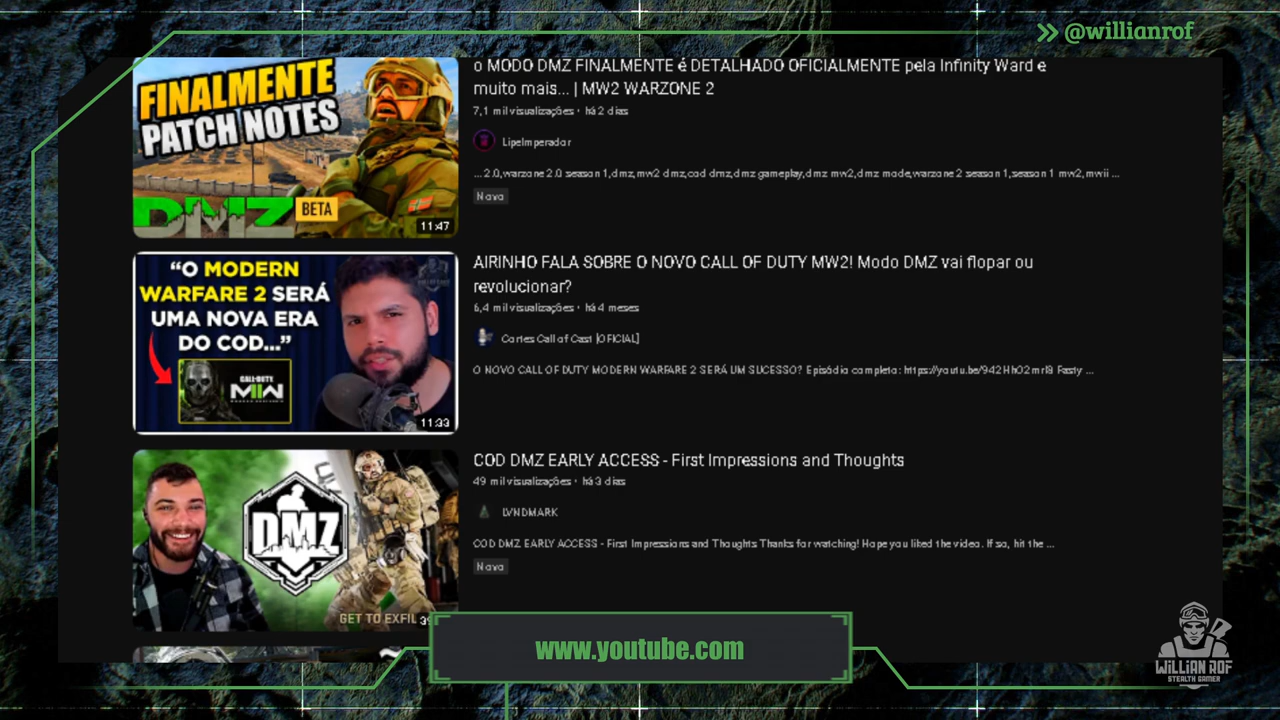 @willianrof
FINALMENTE
PATCH NOTES
DMZ BETA
11:47
o MODO DMZ FINALMENTE é DETALHADO OFICIALMENTE pela Infinity Ward e
muito mais... | MW2 WARZONE 2
7,1 mil visualizações · há 2 dias
LipeImperador
... 2.0,warzone 2.0 season 1,dmz,mw2 dmz,cod dmz,dmz gameplay,dmz mw2,dmz mode,warzone 2 season 1,season 1 mw2,mwii ...
Novo
“O MODERN
WARFARE 2 SERÁ
UMA NOVA ERA
DO COD...”
CALL·DUTY
MWII
11:33
AIRINHO FALA SOBRE O NOVO CALL OF DUTY MW2! Modo DMZ vai flopar ou
revolucionar?
6,4 mil visualizações · há 4 meses
Cortes Call of Cast [OFICIAL]
O NOVO CALL OF DUTY MODERN WARFARE 2 SERÁ UM SUCESSO? Episódio completo: Fasty ...
DMZ
GET TO EXFIL
COD DMZ EARLY ACCESS - First Impressions and Thoughts
49 mil visualizações · há 3 dias
LVNDMARK
COD DMZ EARLY ACCESS - First Impressions and Thoughts Thanks for watching! Hope you liked the video. If so, hit the ...
Novo
www.youtube.com
WILLIAN ROF
STEALTH GAMER